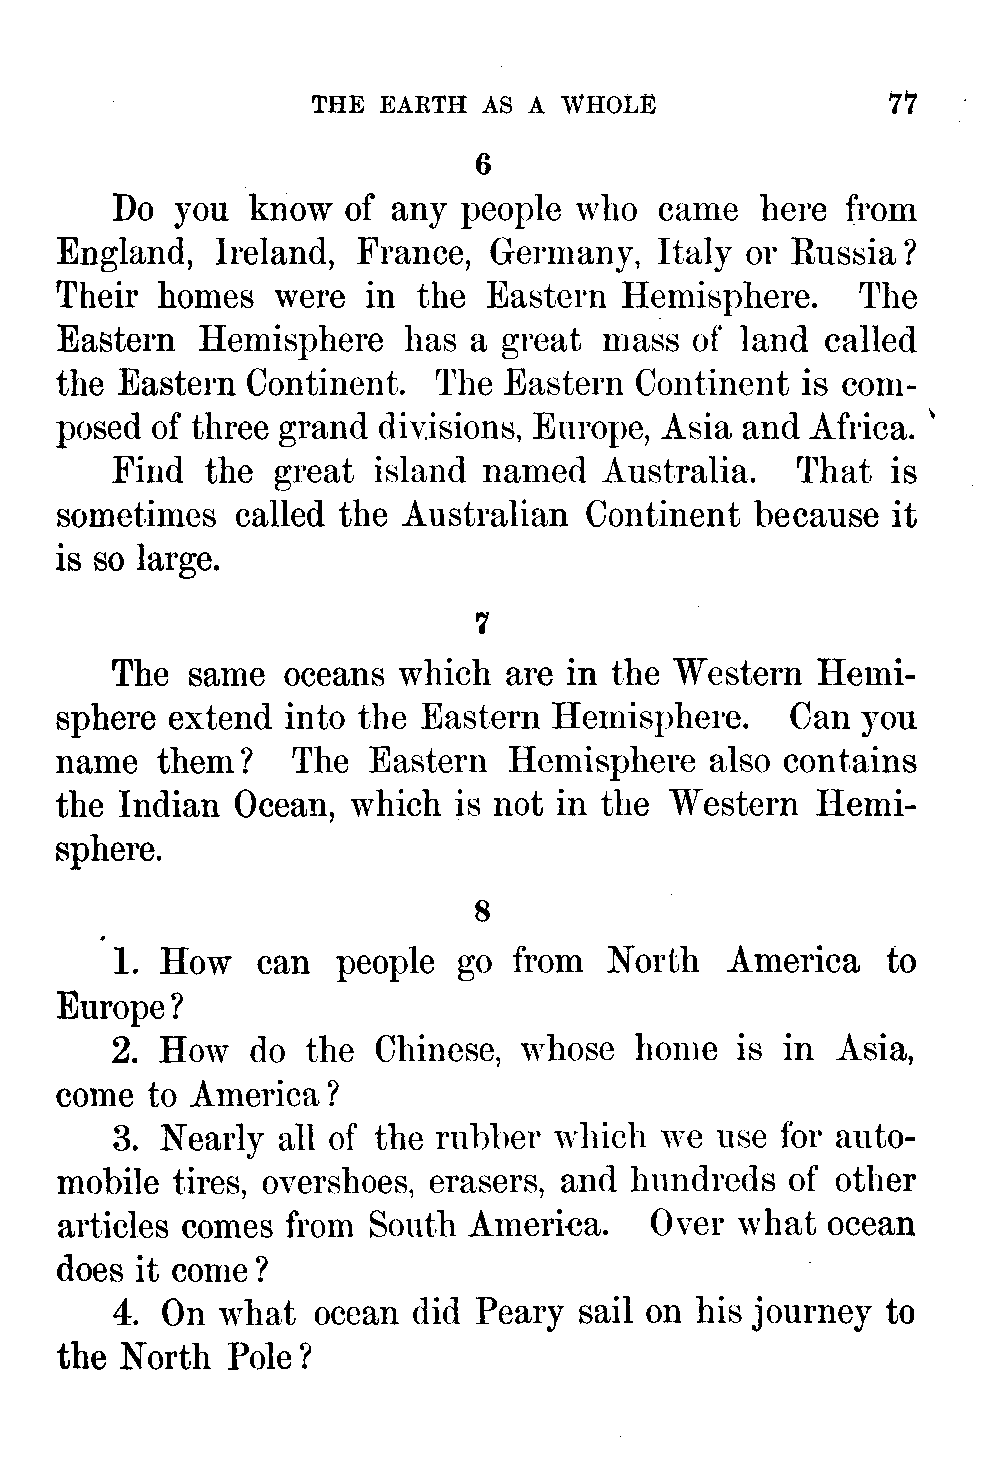 THE EARTH AS A WHOLE 77
6
Do you know of any people who came here from
England, Ireland, France, Germany, Italy or Russia?
Their homes were in the Eastern Hemisphere. The
Eastern Hemisphere has a great mass of land called
the Eastern Continent. The Eastern Continent is com-
posed of three grand divisions, Europe, Asia and Africa.
Find the great island named Australia. That is
sometimes called the Australian Continent because it
is so large.
7
The same oceans which are in the Western Hemi-
sphere extend into the Eastern Hemisphere. Can you
name them? The Eastern Hemisphere also contains
the Indian Ocean, which is not in the Western Hemi-
sphere.
8
1. How can people go from North America to
Europe?
2. How do the Chinese, whose home is in Asia,
come to America?
3. Nearly all of the rubber which we use for auto-
mobile tires, overshoes, erasers, and hundreds of other
articles comes from South America. Over what ocean
does it come?
4. On what ocean did Peary sail on his journey to
the North Pole?